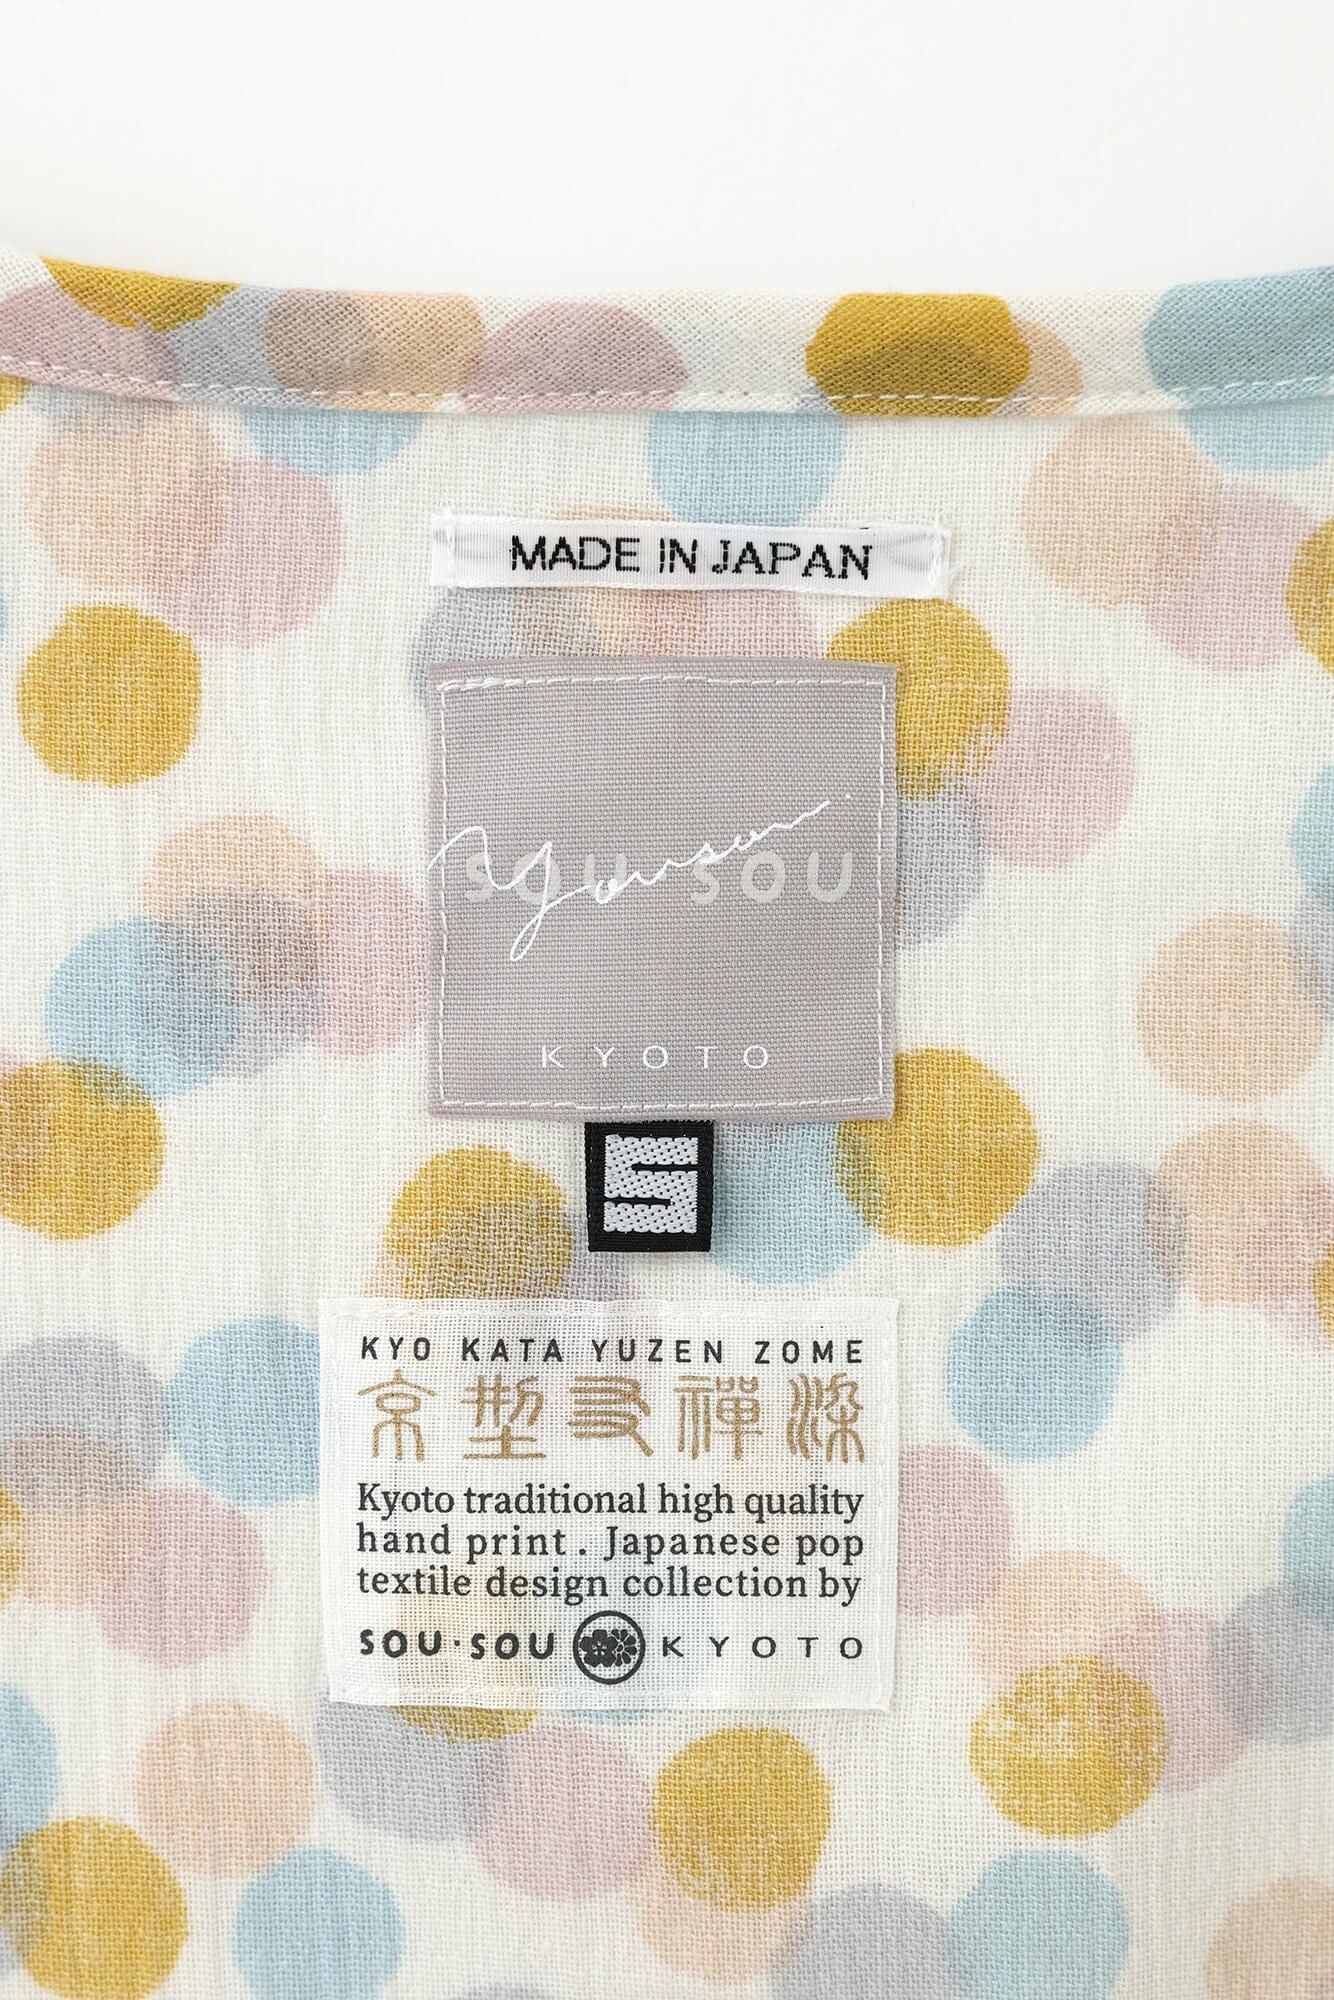 MADE IN JAPAN
yousoui
SOU SOU
KYOTO
S
KYO KATA YUZEN ZOME
京型友禅染
Kyoto traditional high quality
hand print . Japanese pop
textile design collection by
SOU・SOU KYOTO